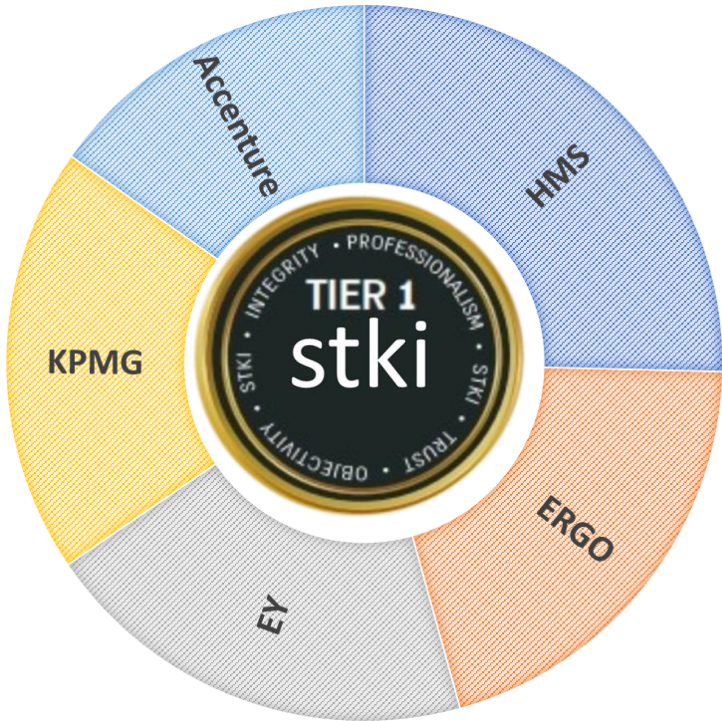 Accenture
HMS
KPMG
ERGO
EY
• PROFESSIONALISM • STKI • TRUST • OBJECTIVITY • STKI • INTEGRITY
TIER 1
stki